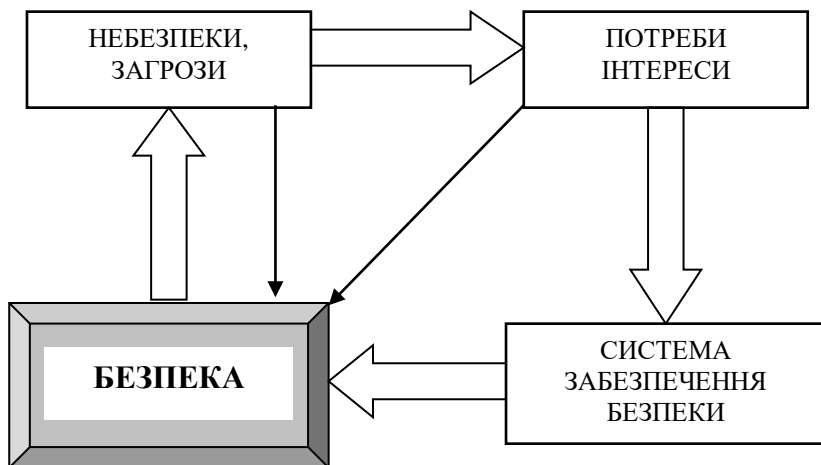 НЕБЕЗПЕКИ,
ЗАГРОЗИ
ПОТРЕБИ
ІНТЕРЕСИ
БЕЗПЕКА
СИСТЕМА
ЗАБЕЗПЕЧЕННЯ
БЕЗПЕКИ